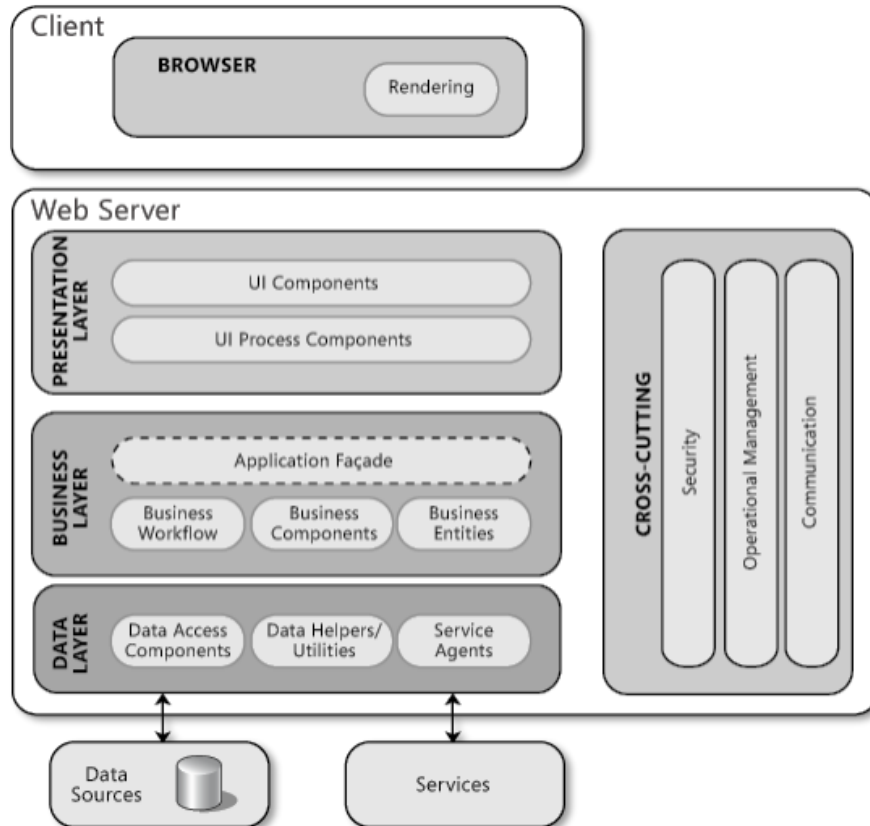 Client
BROWSER
Rendering
Web Server
PRESENTATION
LAYER
UI Components
UI Process Components
BUSINESS
LAYER
Application Façade
Business
Workflow
Business
Components
Business
Entities
DATA
LAYER
Data Access
Components
Data Helpers/
Utilities
Service
Agents
CROSS-CUTTING
Security
Operational Management
Communication
Data
Sources
Services